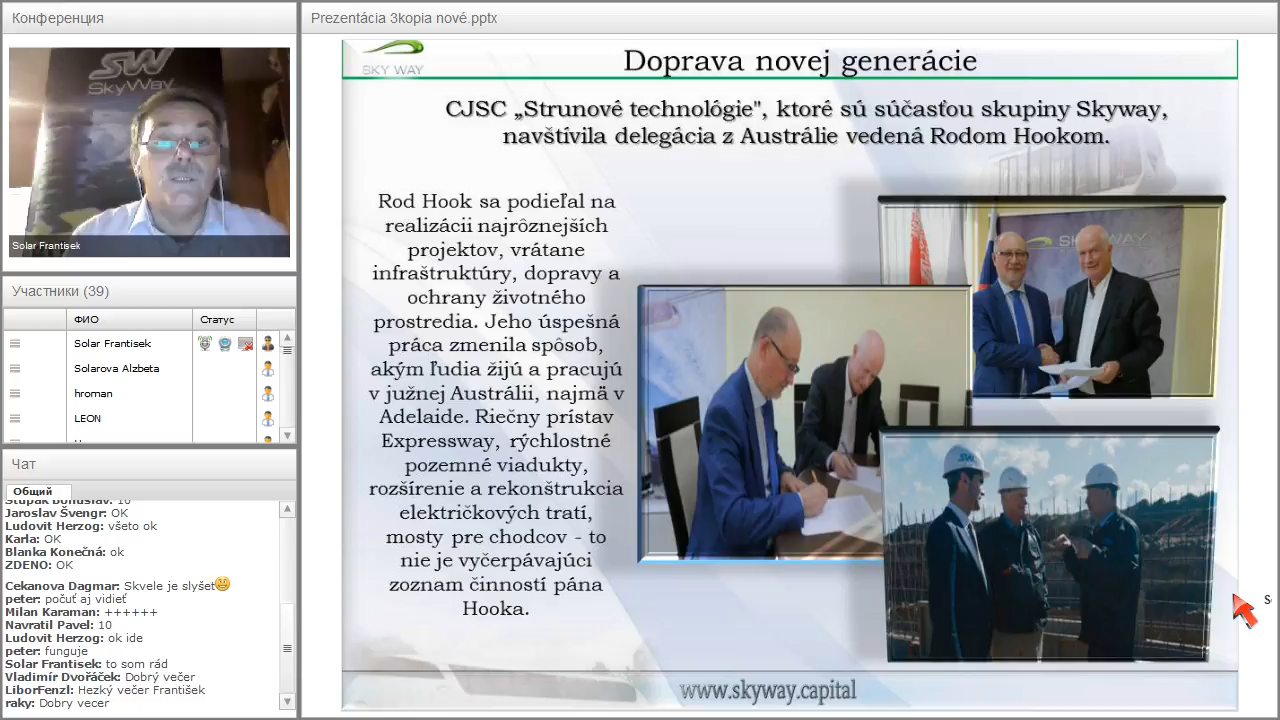 Конференция
SW
SkyWay
Solar Frantisek
Участники (39)
ФИО
Статус
Solar Frantisek
Solarova Alzbeta
hroman
LEON
Чат
Общий
Stupak Bohuslav: 10
Jaroslav Švengr: OK
Ludovit Herzog: všeto ok
Karla: OK
Blanka Konečná: ok
ZDENO: OK
Cekanova Dagmar: Skvele je slyšet
peter: počuť aj vidieť
Milan Karaman: ++++++
Navratil Pavel: 10
Ludovit Herzog: ok ide
peter: funguje
Solar Frantisek: to som rád
Vladimír Dvořáček: Dobrý večer
LiborFenzl: Hezký večer František
raky: Dobry vecer
Prezentácia 3kopia nové.pptx
SKY WAY
Doprava novej generácie
CJSC „Strunové technológie", ktoré sú súčasťou skupiny Skyway,
navštívila delegácia z Austrálie vedená Rodom Hookom.
Rod Hook sa podieľal na
realizácii najrôznejších
projektov, vrátane
infraštruktúry, dopravy a
ochrany životného
prostredia. Jeho úspešná
práca zmenila spôsob,
akým ľudia žijú a pracujú
v južnej Austrálii, najmä v
Adelaide. Riečny prístav
Expressway, rýchlostné
pozemné viadukty,
rozšírenie a rekonštrukcia
električkových tratí,
mosty pre chodcov - to
nie je vyčerpávajúci
zoznam činností pána
Hooka.
SKYWAY
SW
www.skyway.capital